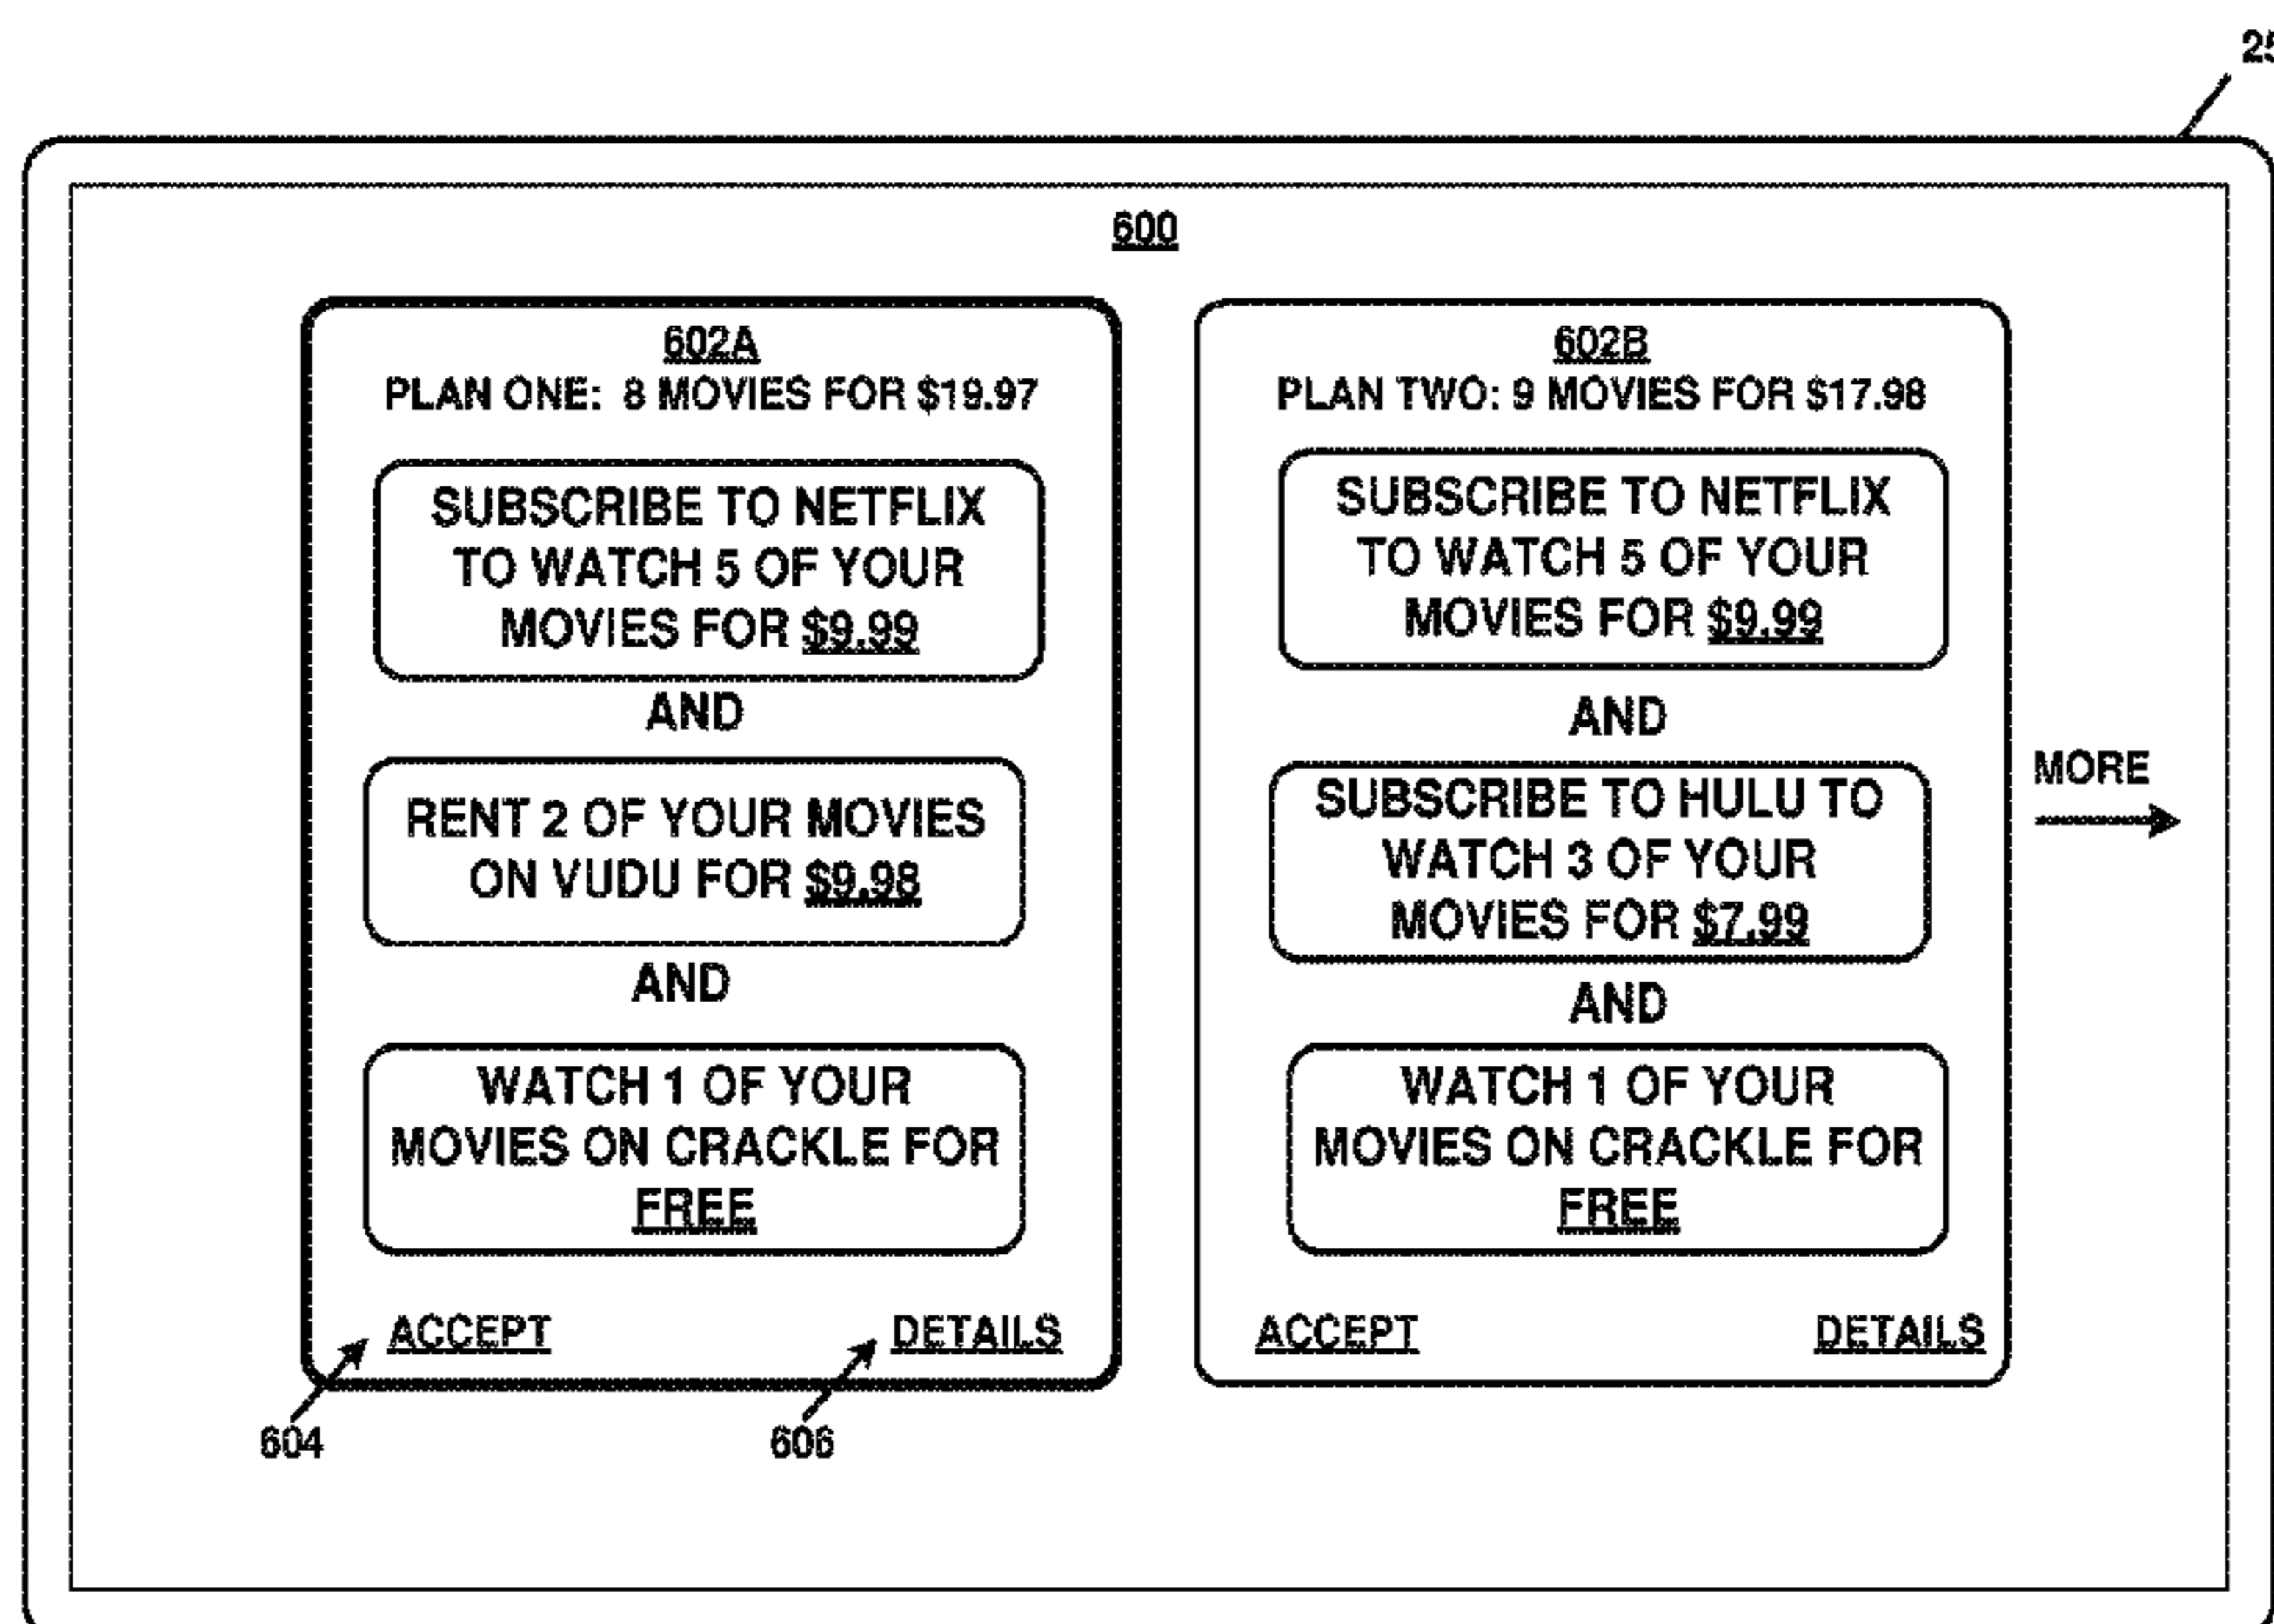 25
600
602A
PLAN ONE: 8 MOVIES FOR $19.97
SUBSCRIBE TO NETFLIX
TO WATCH 5 OF YOUR
MOVIES FOR $9.99
AND
RENT 2 OF YOUR MOVIES
ON VUDU FOR $9.98
AND
WATCH 1 OF YOUR
MOVIES ON CRACKLE FOR
FREE
ACCEPT
DETAILS
604
606
602B
PLAN TWO: 9 MOVIES FOR $17.98
SUBSCRIBE TO NETFLIX
TO WATCH 5 OF YOUR
MOVIES FOR $9.99
AND
SUBSCRIBE TO HULU TO
WATCH 3 OF YOUR
MOVIES FOR $7.99
AND
WATCH 1 OF YOUR
MOVIES ON CRACKLE FOR
FREE
ACCEPT
DETAILS
MORE